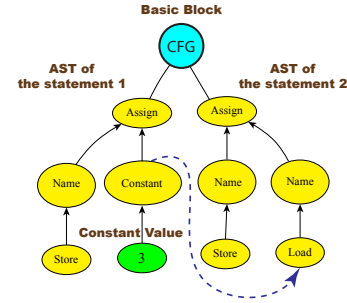 Basic Block
CFG
AST of
the statement 1
AST of
the statement 2
Assign
Assign
Name
Constant
Name
Name
Constant Value
Store
3
Store
Load